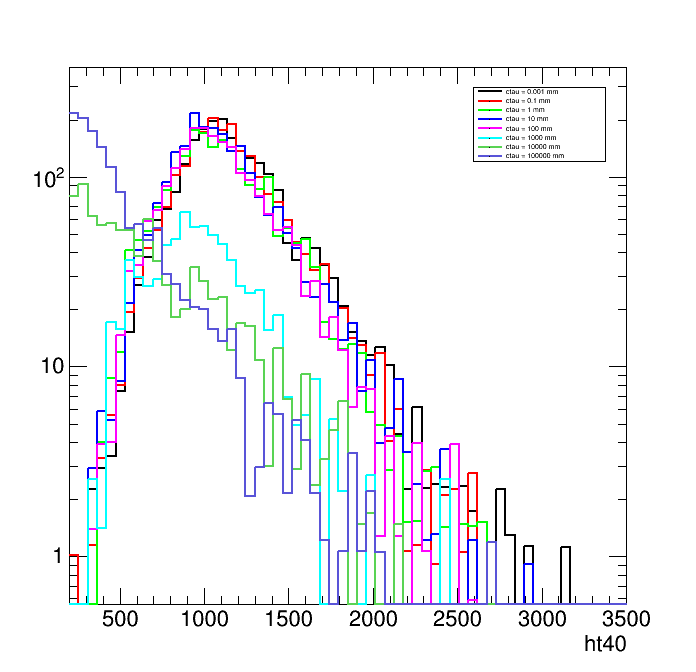 ctau = 0.001 mm
ctau = 0.1 mm
ctau = 1 mm
ctau = 10 mm
ctau = 100 mm
ctau = 1000 mm
ctau = 10000 mm
ctau = 100000 mm
10²
10
1
500 1000 1500 2000 2500 3000 3500
ht40